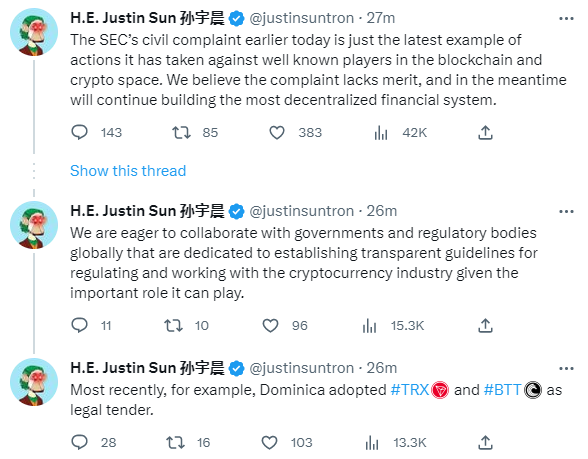 H.E. Justin Sun 孙宇晨 @justinsuntron · 27m
The SEC's civil complaint earlier today is just the latest example of
actions it has taken against well known players in the blockchain and
crypto space. We believe the complaint lacks merit, and in the meantime
will continue building the most decentralized financial system.
143 85 383 42K
Show this thread
H.E. Justin Sun 孙宇晨 @justinsuntron · 26m
We are eager to collaborate with governments and regulatory bodies
globally that are dedicated to establishing transparent guidelines for
regulating and working with the cryptocurrency industry given the
important role it can play.
11 10 96 15.3K
H.E. Justin Sun 孙宇晨 @justinsuntron · 26m
Most recently, for example, Dominica adopted #TRX and #BTT as
legal tender.
28 16 103 13.3K